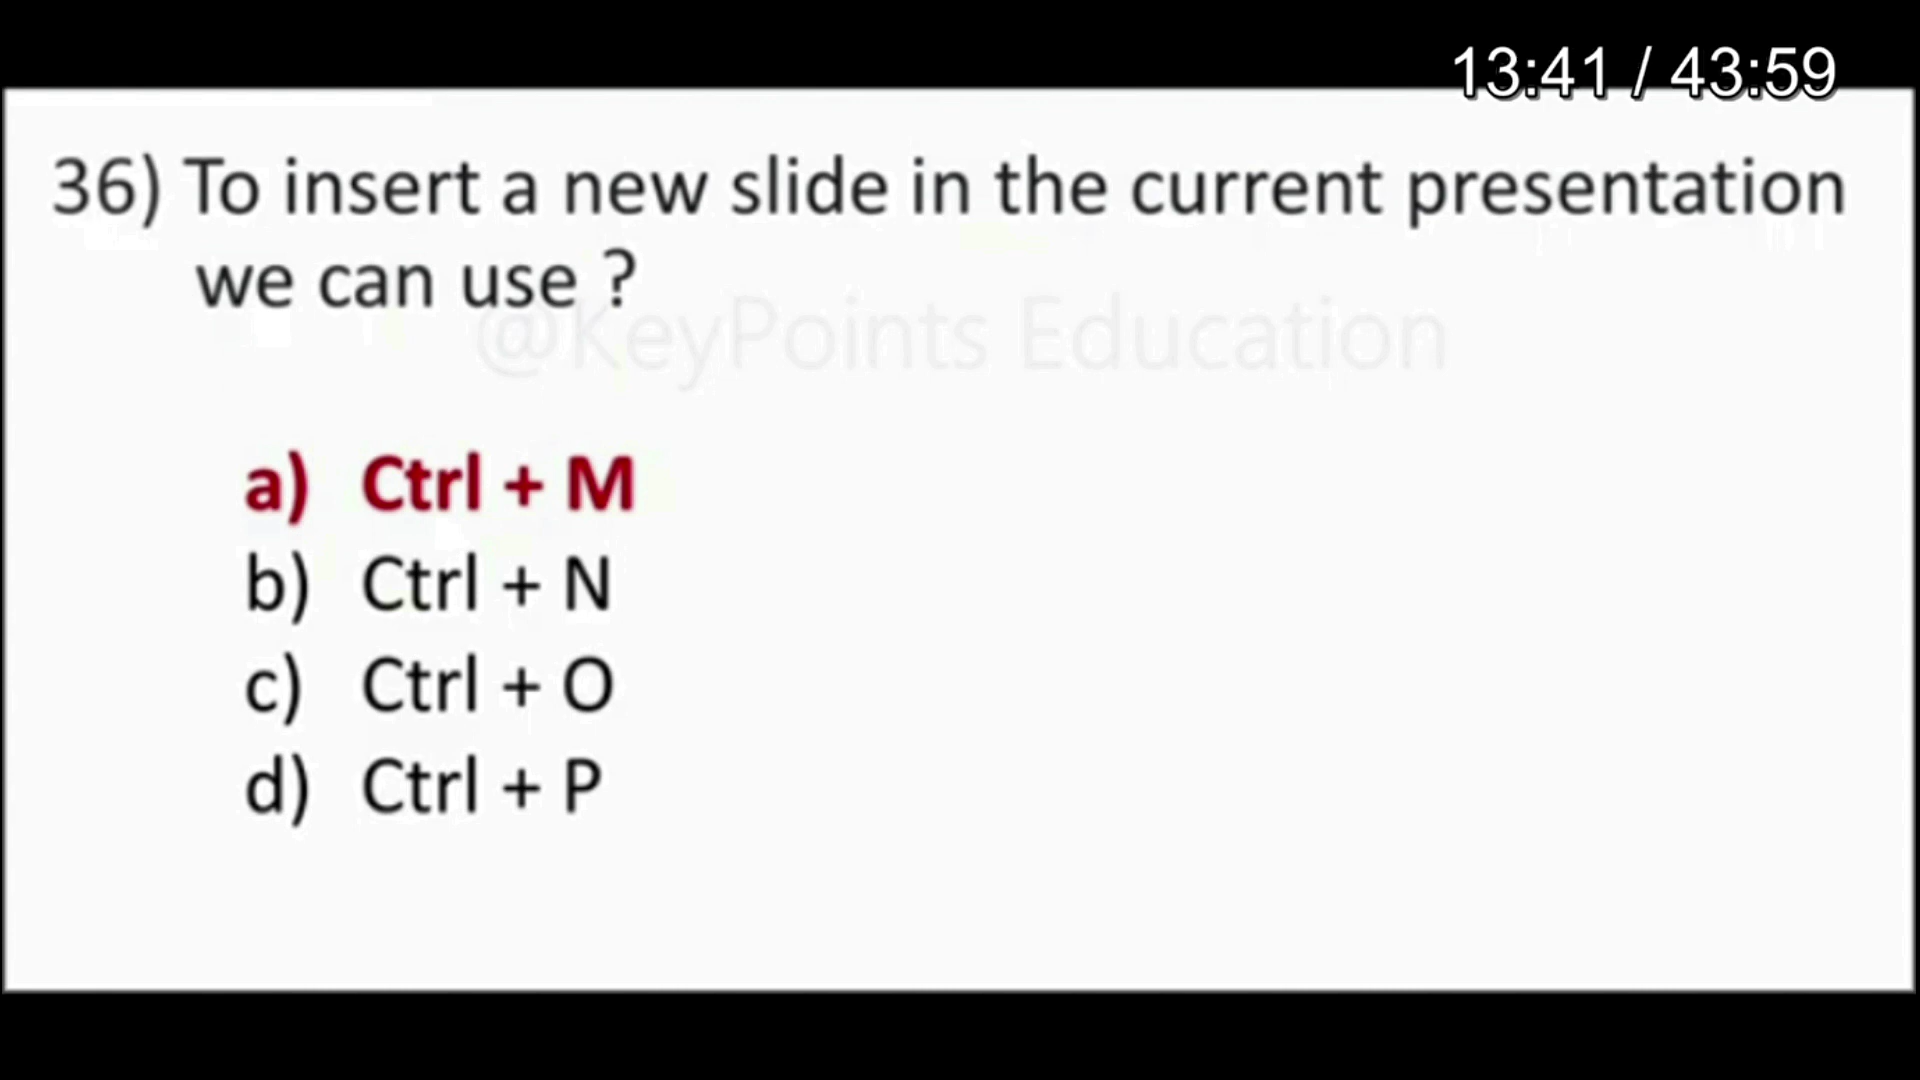 13:41 / 43:59
36) To insert a new slide in the current presentation
we can use ?
@KeyPoints Education
a) Ctrl + M
b) Ctrl + N
c) Ctrl + O
d) Ctrl + P